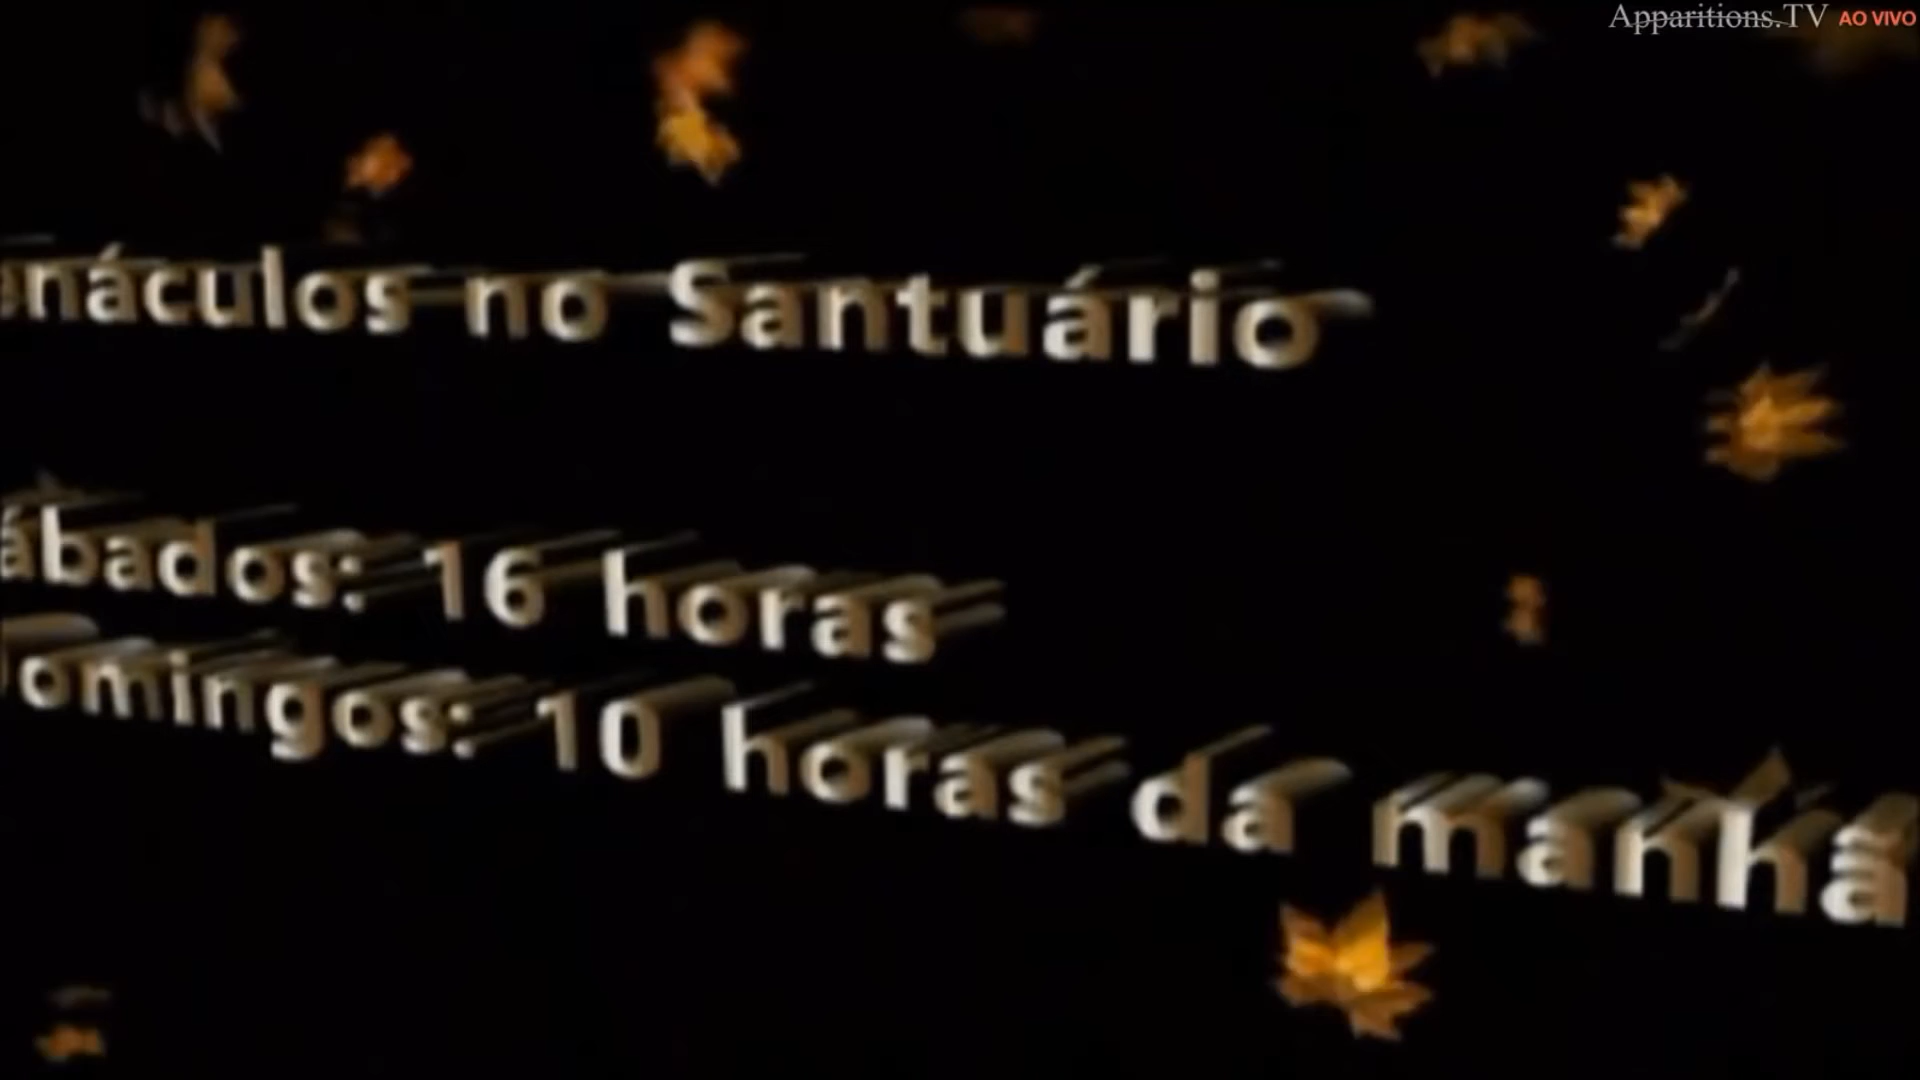 Apparitions.TV AO VIVO
enáculos no Santuário
ábados: 16 horas
omingos: 10 horas da manhã